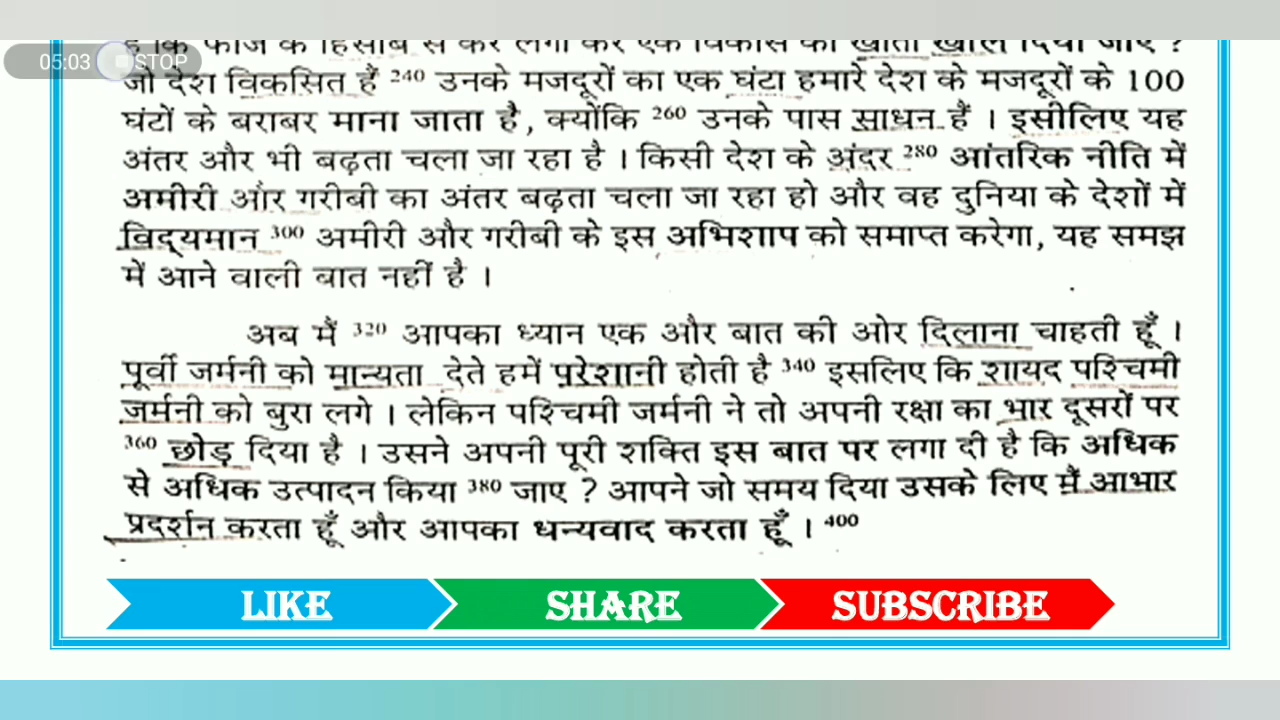 है कि फौज के हिसाब से कर लगा कर एक विकास का खाता खोल दिया जाए ?
05:03 STOP
जो देश विकसित हैं 240 उनके मजदूरों का एक घंटा हमारे देश के मजदूरों के 100
घंटों के बराबर माना जाता है, क्योंकि 260 उनके पास साधन हैं । इसीलिए यह
अंतर और भी बढ़ता चला जा रहा है । किसी देश के अंदर 280 आंतरिक नीति में
अमीरी और गरीबी का अंतर बढ़ता चला जा रहा हो और वह दुनिया के देशों में
विद्यमान 300 अमीरी और गरीबी के इस अभिशाप को समाप्त करेगा, यह समझ
में आने वाली बात नहीं है ।
अब मैं 320 आपका ध्यान एक और बात की ओर दिलाना चाहती हूँ ।
पूर्वी जर्मनी को मान्यता देते हमें परेशानी होती है 340 इसलिए कि शायद पश्चिमी
जर्मनी को बुरा लगे । लेकिन पश्चिमी जर्मनी ने तो अपनी रक्षा का भार दूसरों पर
360 छोड़ दिया है । उसने अपनी पूरी शक्ति इस बात पर लगा दी है कि अधिक
से अधिक उत्पादन किया 380 जाए ? आपने जो समय दिया उसके लिए मैं आभार
प्रदर्शन करता हूँ और आपका धन्यवाद करता हूँ । 400
LIKE SHARE SUBSCRIBE